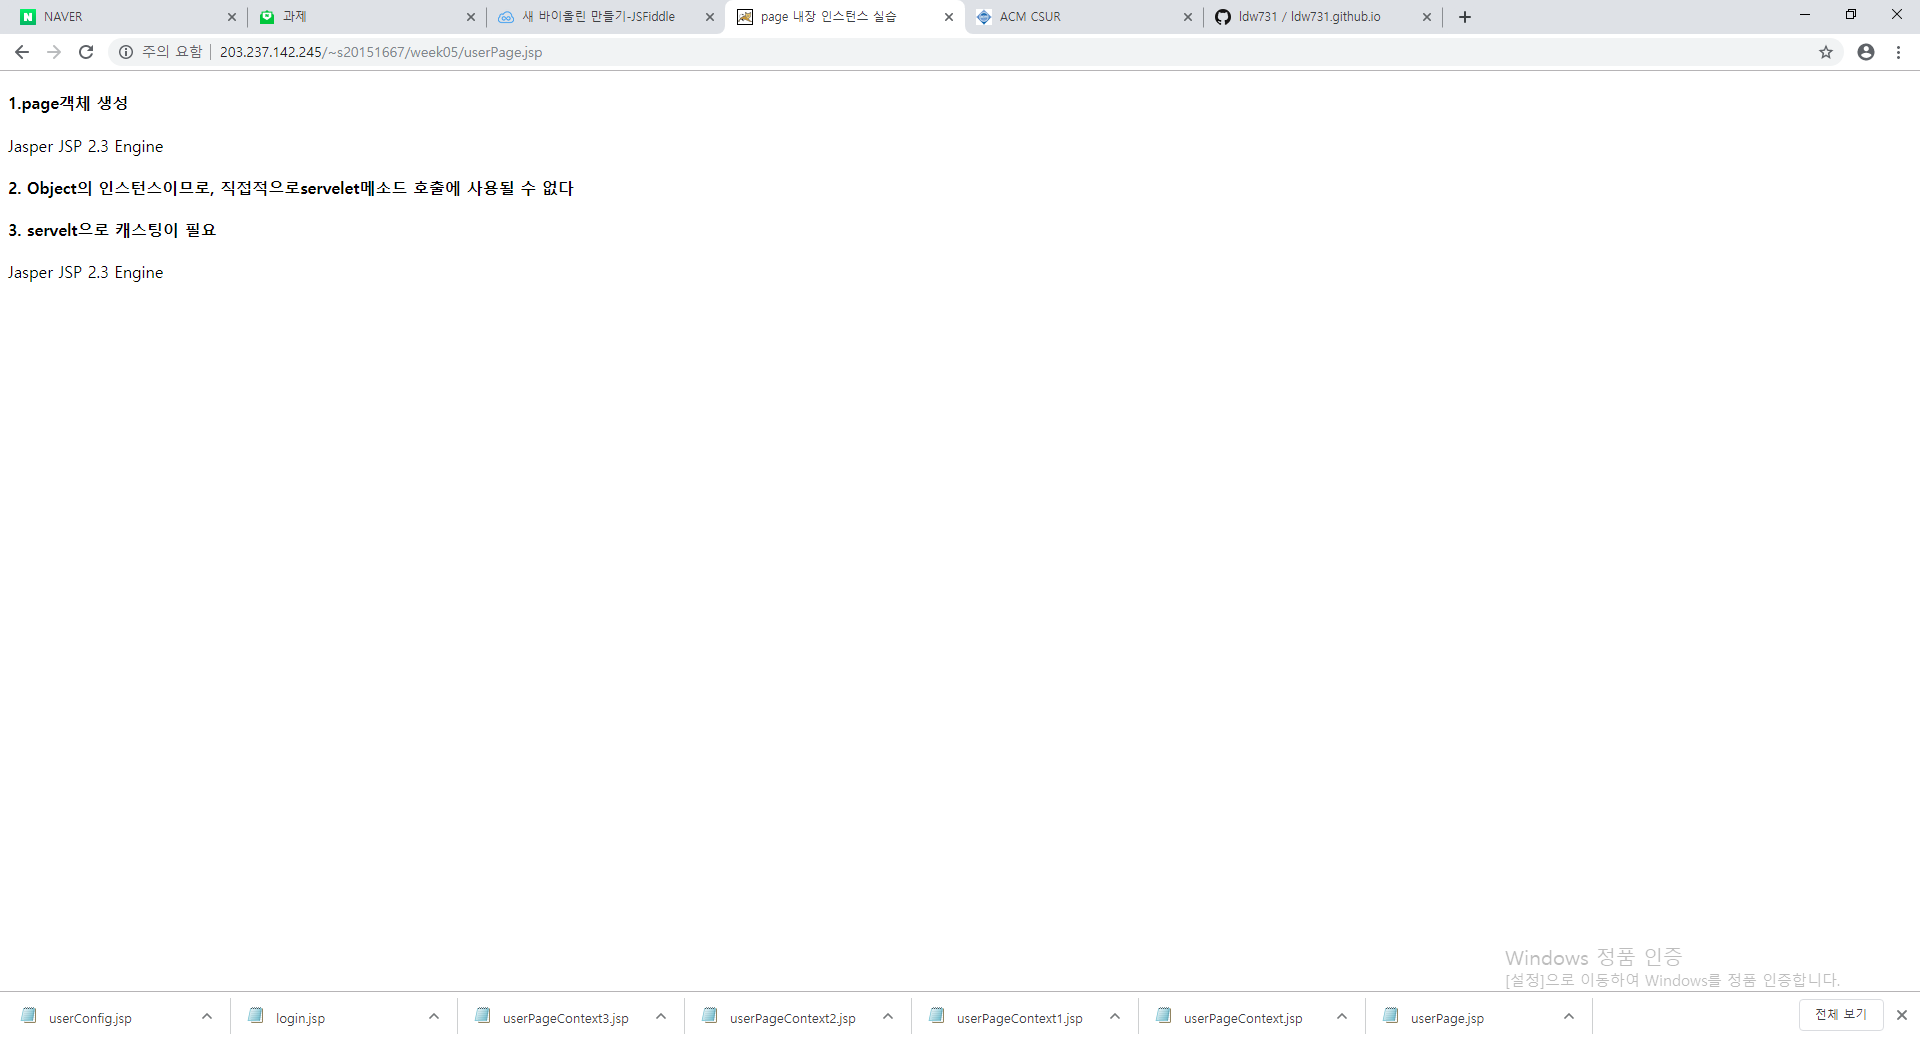 NAVER
과제
새 바이올린 만들기-JSFiddle
page 내장 인스턴스 실습
ACM CSUR
ldw731 / ldw731.github.io
주의 요함
203.237.142.245/~s20151667/week05/userPage.jsp
1.page객체 생성
Jasper JSP 2.3 Engine
2. Object의 인스턴스이므로, 직접적으로servelet메소드 호출에 사용될 수 없다
3. servelt으로 캐스팅이 필요
Jasper JSP 2.3 Engine
Windows 정품 인증
[설정]으로 이동하여 Windows를 정품 인증합니다.
userConfig.jsp
login.jsp
userPageContext3.jsp
userPageContext2.jsp
userPageContext1.jsp
userPageContext.jsp
userPage.jsp
전체 보기